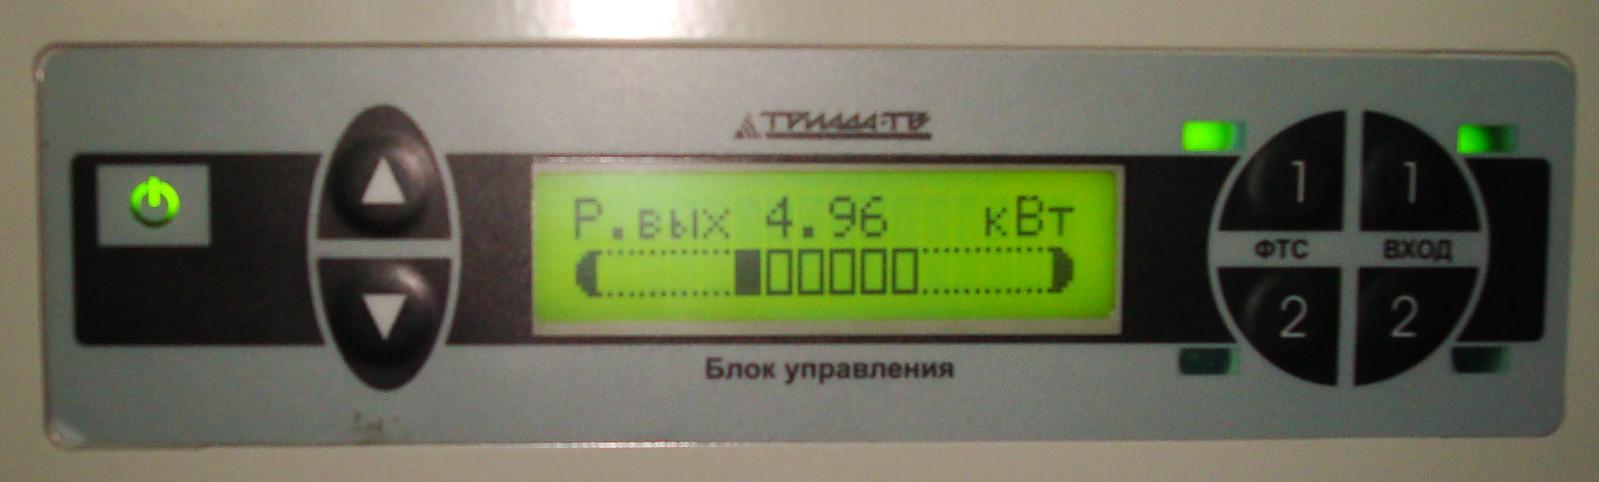 ТРИАДА-ТВ
Р.вых 4.96 кВт
1 1
ФТС ВХОД
2 2
Блок управления